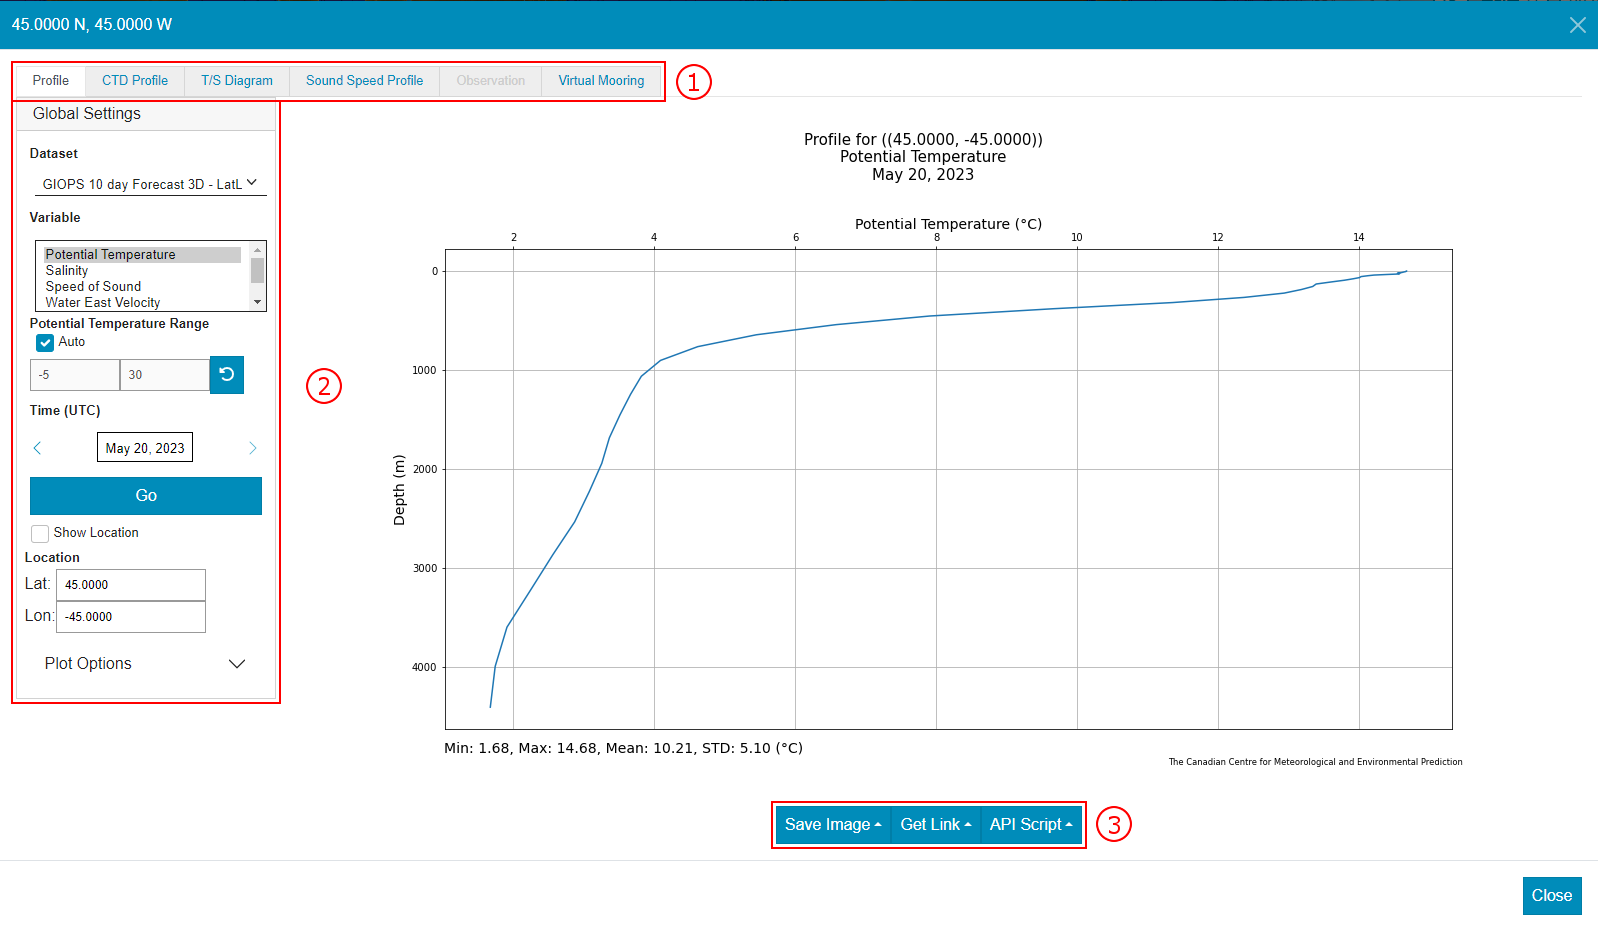 45.0000 N, 45.0000 W
Profile CTD Profile T/S Diagram Sound Speed Profile Observation Virtual Mooring 1
Global Settings
Dataset
GIOPS 10 day Forecast 3D - LatL
Variable
Potential Temperature
Salinity
Speed of Sound
Water East Velocity
Potential Temperature Range
Auto
-5 30
2
Time (UTC)
May 20, 2023
Go
Show Location
Location
Lat: 45.0000
Lon: -45.0000
Plot Options
Profile for ((45.0000, -45.0000))
Potential Temperature
May 20, 2023
Potential Temperature (°C)
2 4 6 8 10 12 14
0
1000
2000
3000
4000
Depth (m)
Min: 1.68, Max: 14.68, Mean: 10.21, STD: 5.10 (°C)
The Canadian Centre for Meteorological and Environmental Prediction
Save Image Get Link API Script 3
Close